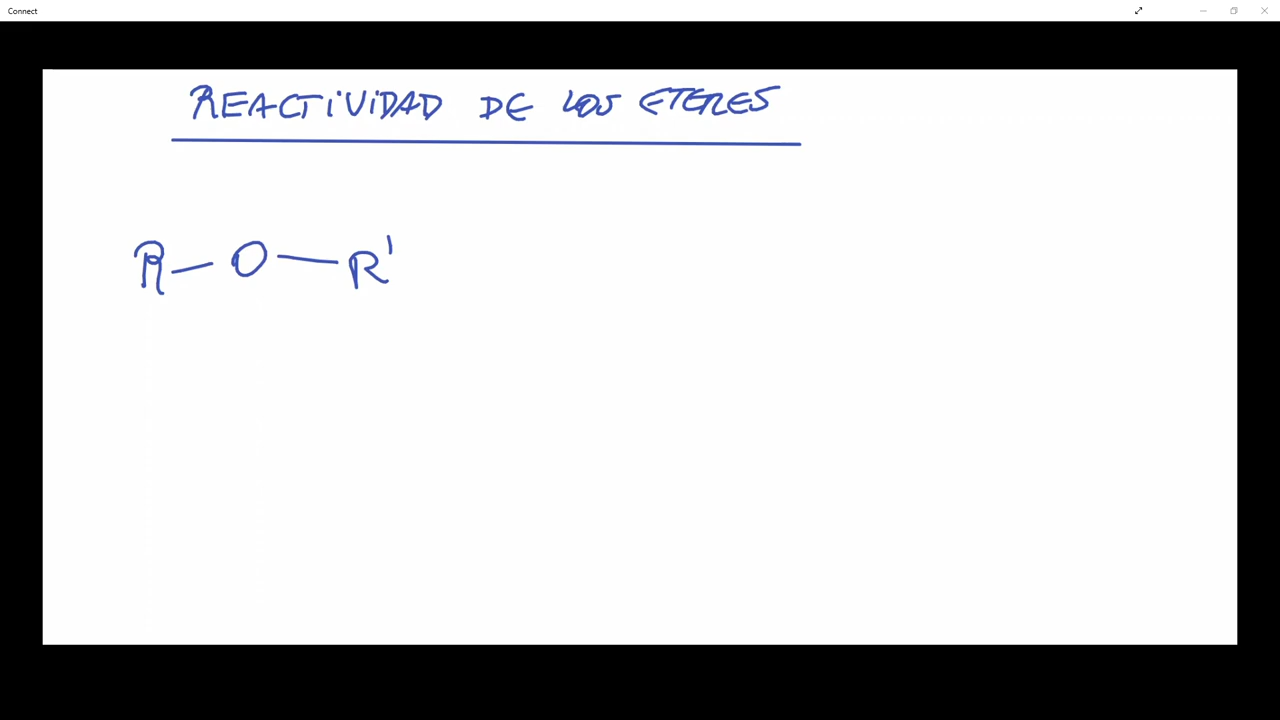 Connect
REACTiViDAD DE LOS ETERES
R – O – R'